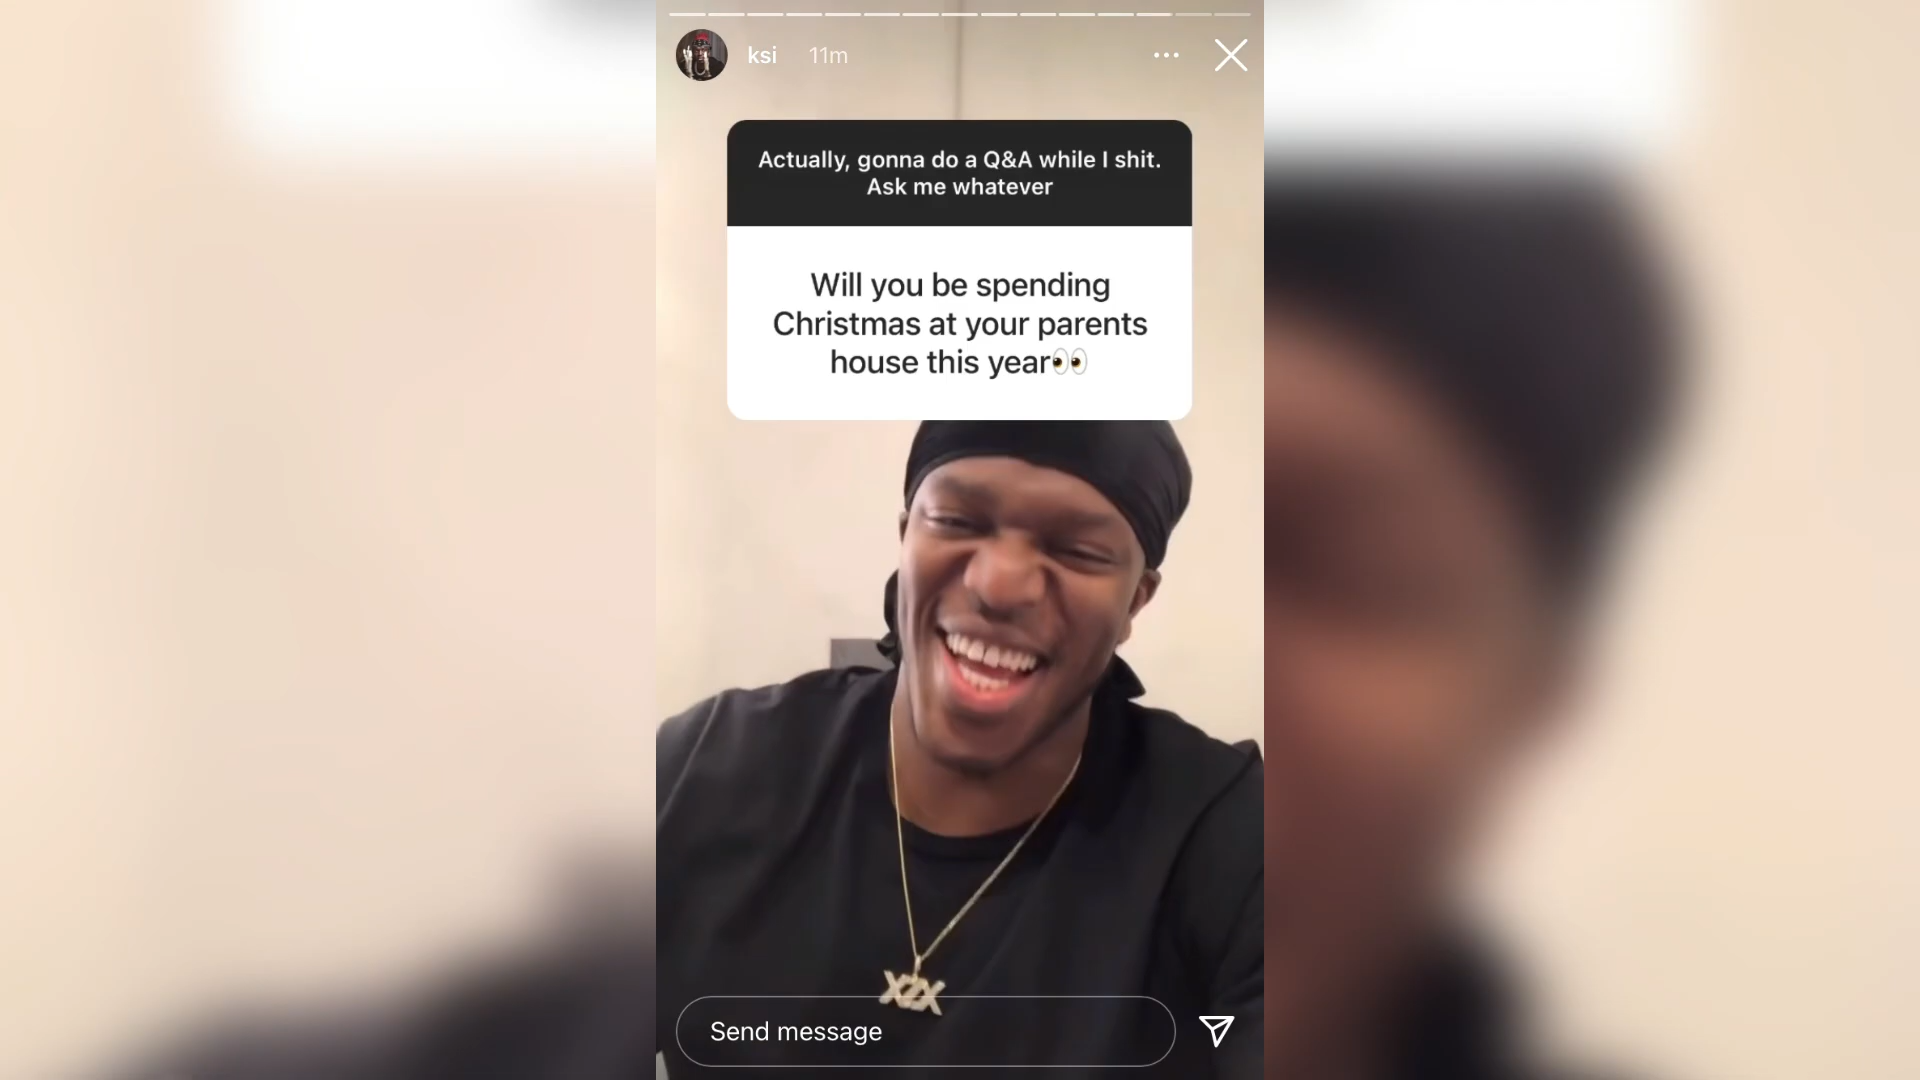 ksi 11m
Actually, gonna do a Q&A while I shit.
Ask me whatever
Will you be spending
Christmas at your parents
house this year👀
XIX
Send message